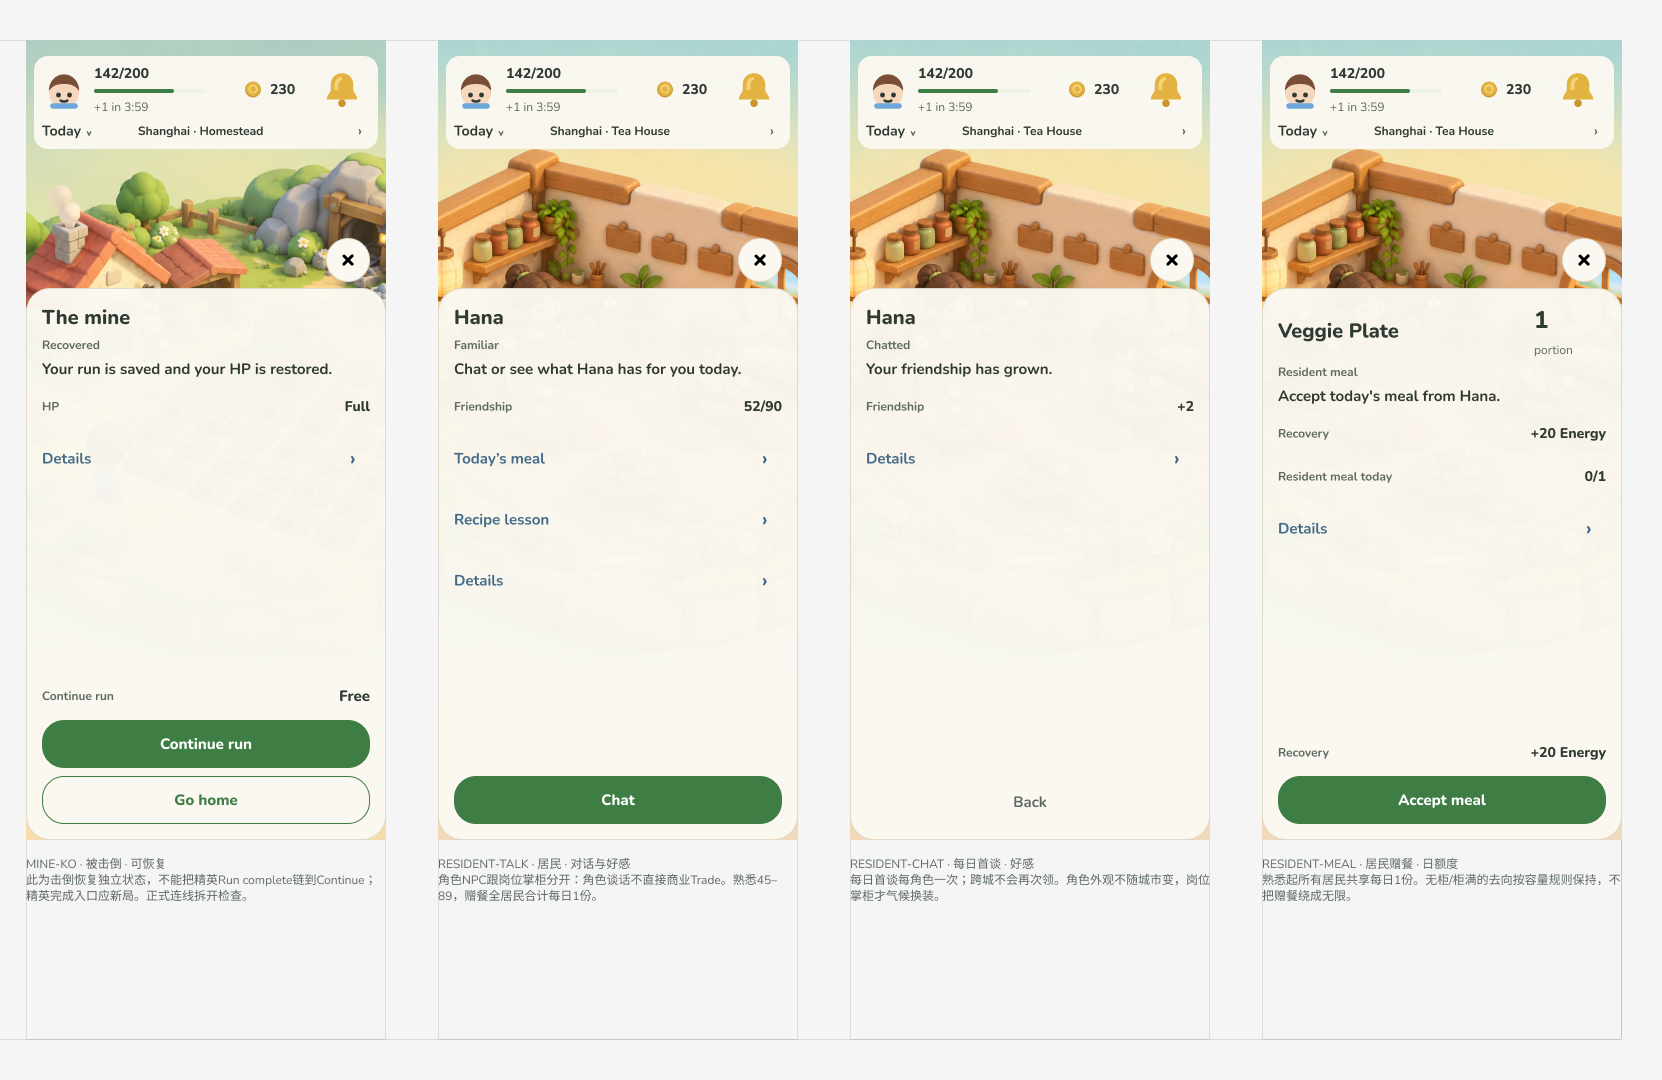 142/200
230
+1 in 3:59
Today ∨ Shanghai · Homestead ›
The mine
Recovered
Your run is saved and your HP is restored.
HP Full
Details ›
Continue run Free
Continue run
Go home
MINE-KO · 被击倒 · 可恢复
此为击倒恢复独立状态，不能把精英Run complete链到Continue；
精英完成入口应新局。正式连线拆开检查。
142/200
230
+1 in 3:59
Today ∨ Shanghai · Tea House ›
Hana
Familiar
Chat or see what Hana has for you today.
Friendship 52/90
Today’s meal ›
Recipe lesson ›
Details ›
Chat
RESIDENT-TALK · 居民 · 对话与好感
角色NPC跟岗位掌柜分开：角色谈话不直接商业Trade。熟悉45–
89，赠餐全居民合计每日1份。
142/200
230
+1 in 3:59
Today ∨ Shanghai · Tea House ›
Hana
Chatted
Your friendship has grown.
Friendship +2
Details ›
Back
RESIDENT-CHAT · 每日首谈 · 好感
每日首谈每角色一次；跨城不会再次领。角色外观不随城市变，岗位
掌柜才气候换装。
142/200
230
+1 in 3:59
Today ∨ Shanghai · Tea House ›
Veggie Plate
1
portion
Resident meal
Accept today's meal from Hana.
Recovery +20 Energy
Resident meal today 0/1
Details ›
Recovery +20 Energy
Accept meal
RESIDENT-MEAL · 居民赠餐 · 日额度
熟悉起所有居民共享每日1份。无柜/柜满的去向按容量规则保持，不
把赠餐绕成无限。